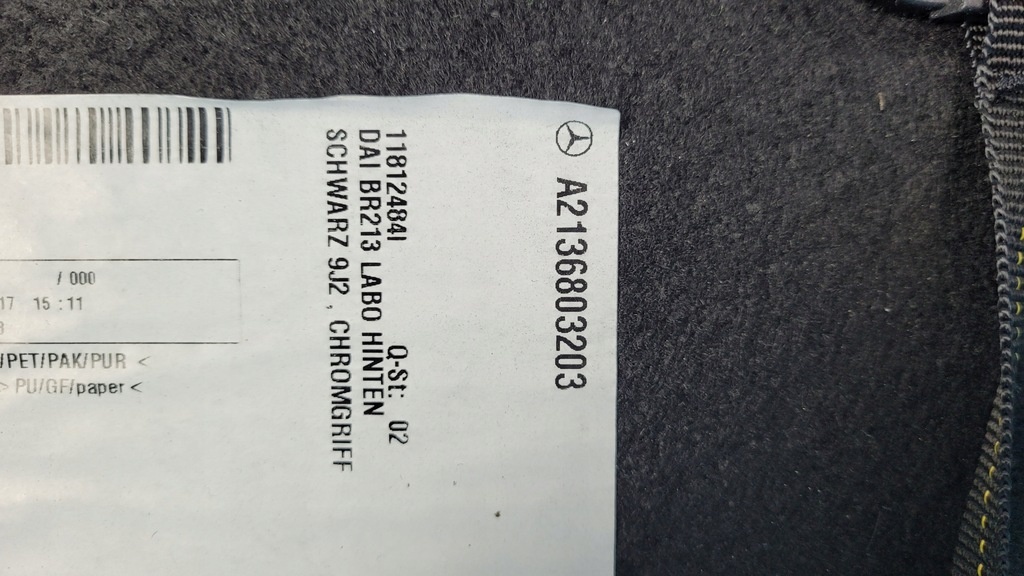 A2136803203
11812484I Q-St: 02
DAI BR213 LABO HINTEN
SCHWARZ 9J2 , CHROMGRIFF
/ 000
17 15:11
/PET/PAK/PUR <
> PU/GF/paper <